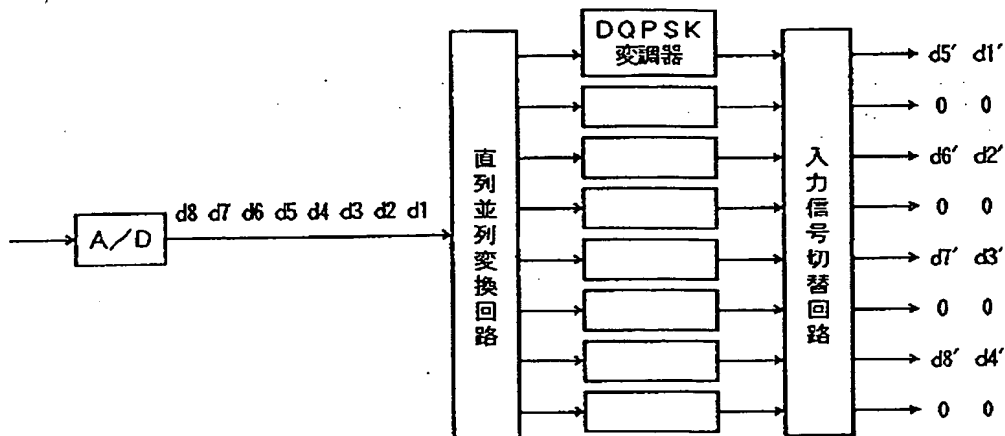 DQPSK
変調器
d5′ d1′
0 0
d6′ d2′
0 0
d7′ d3′
0 0
d8′ d4′
0 0
A/D
d8 d7 d6 d5 d4 d3 d2 d1
直列並列変換回路
入力信号切替回路